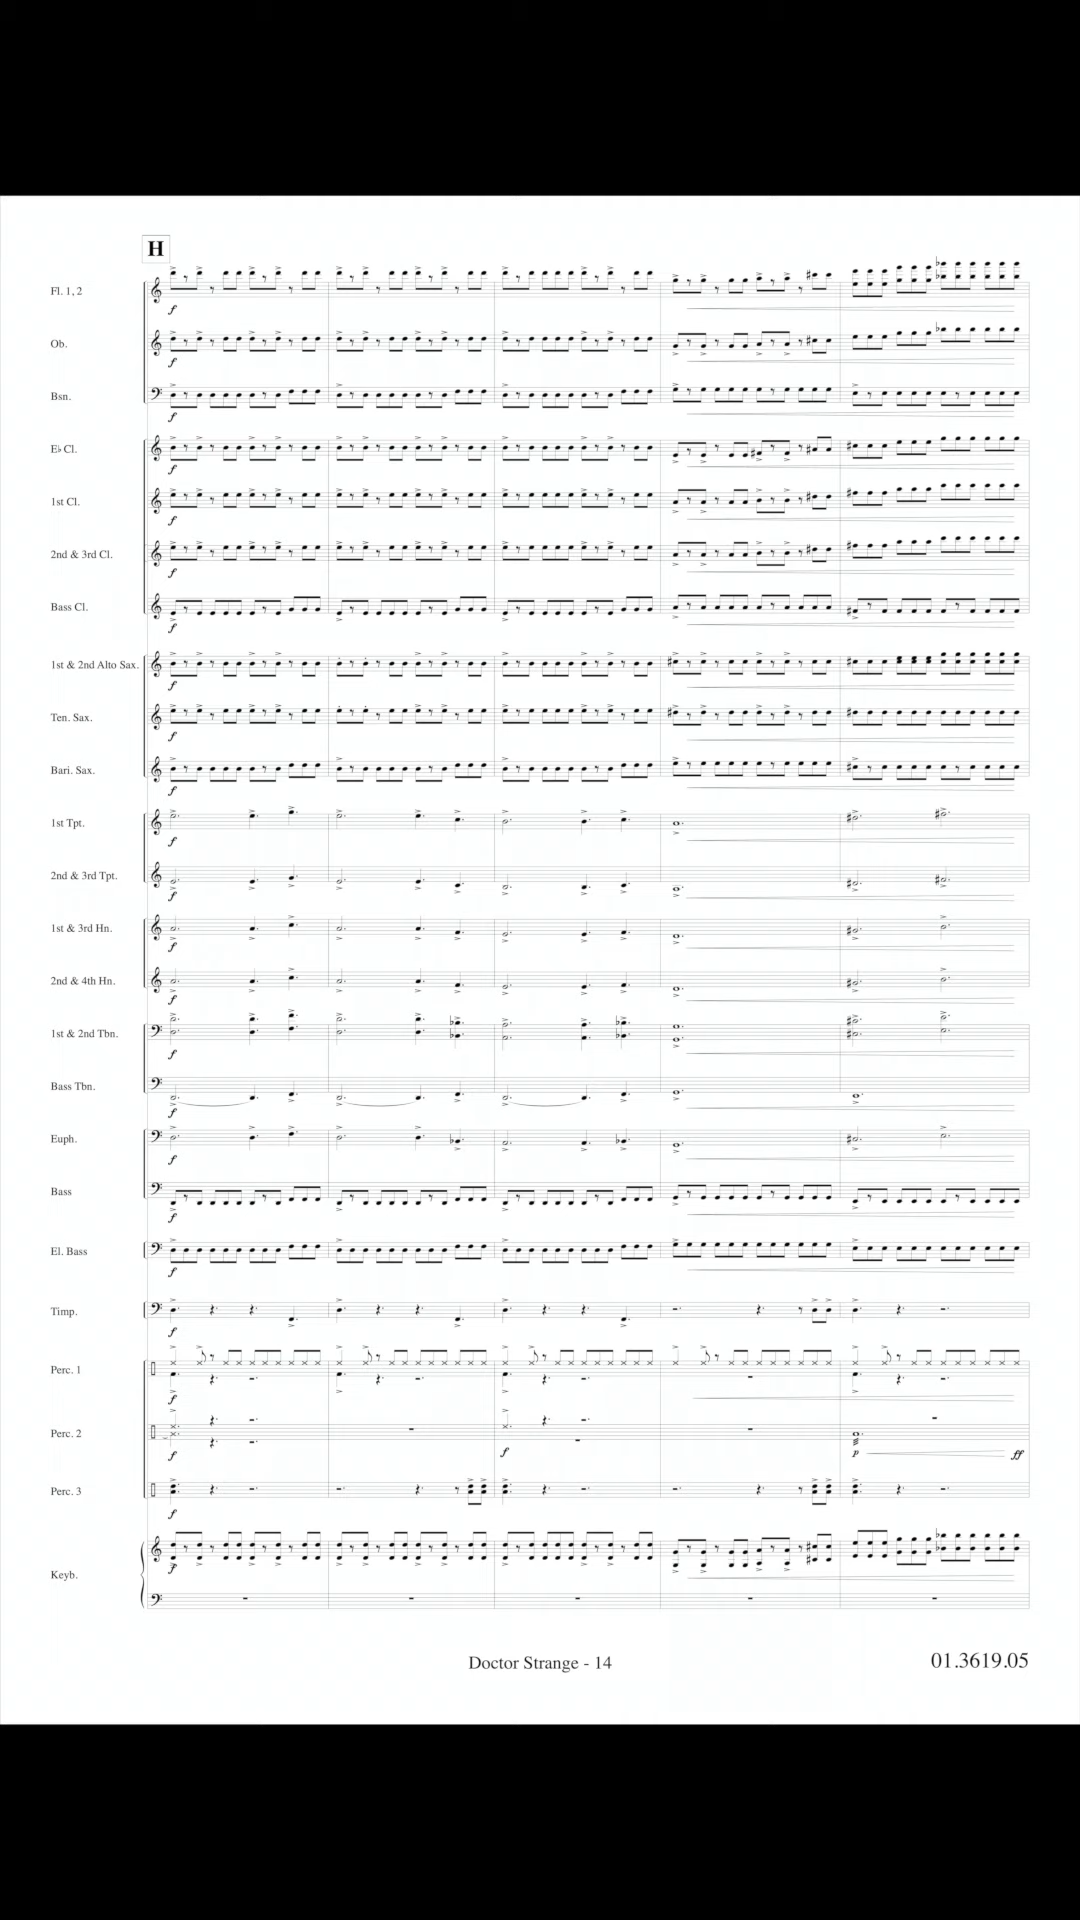 H
Fl. 1, 2
f
Ob.
f
Bsn.
f
E♭ Cl.
f
1st Cl.
f
2nd & 3rd Cl.
f
Bass Cl.
f
1st & 2nd Alto Sax.
f
Ten. Sax.
f
Bari. Sax.
f
1st Tpt.
f
2nd & 3rd Tpt.
f
1st & 3rd Hn.
f
2nd & 4th Hn.
f
1st & 2nd Tbn.
f
Bass Tbn.
f
Euph.
f
Bass
f
El. Bass
f
Timp.
f
Perc. 1
f
Perc. 2
f f p ff
Perc. 3
f
Keyb.
f
Doctor Strange - 14
01.3619.05